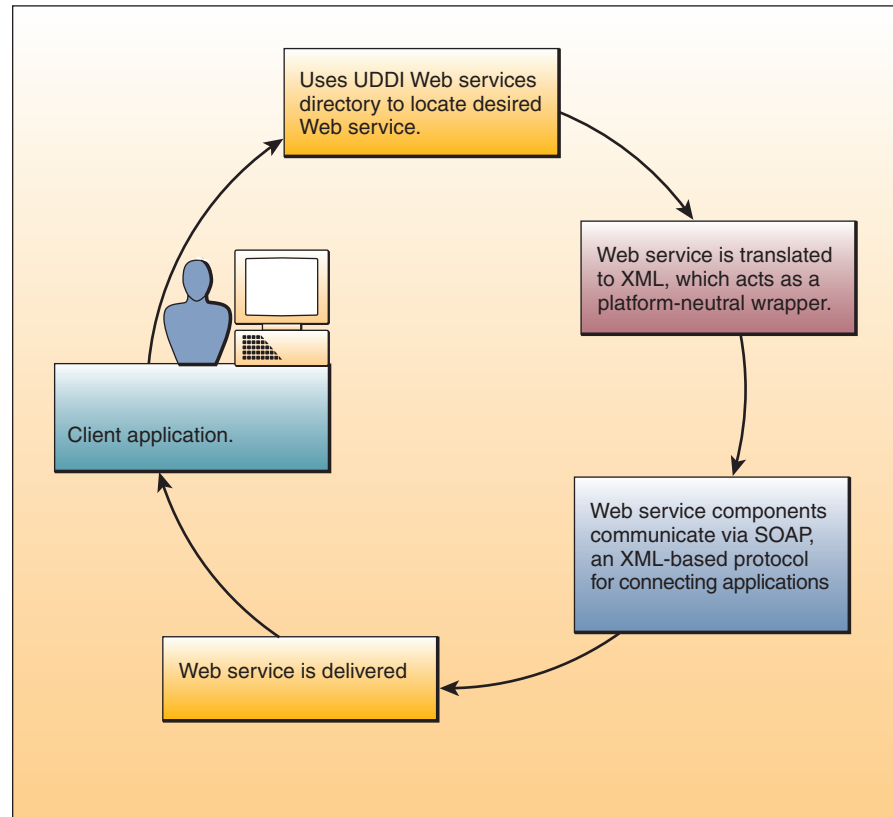 Uses UDDI Web services
directory to locate desired
Web service.
Web service is translated
to XML, which acts as a
platform-neutral wrapper.
Client application.
Web service components
communicate via SOAP,
an XML-based protocol
for connecting applications
Web service is delivered